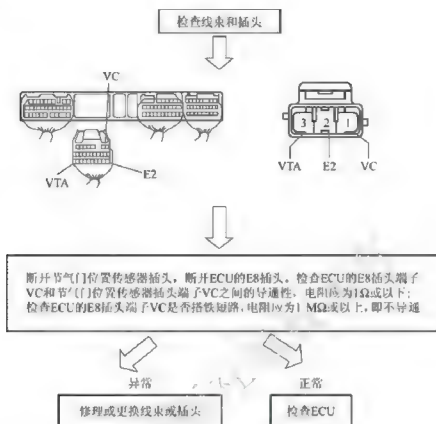 检查线束和插头
VC
VTA
E2
3 2 1
VTA
E2
VC
断开节气门位置传感器插头，断开ECU的E8插头，检查ECU的E8插头端子
VC和节气门位置传感器插头端子VC之间的导通性，电阻应为1Ω或以下；
检查ECU的E8插头端子VC是否搭铁短路，电阻应为1 MΩ或以上，即不导通
异常
正常
修理或更换线束或插头
检查ECU